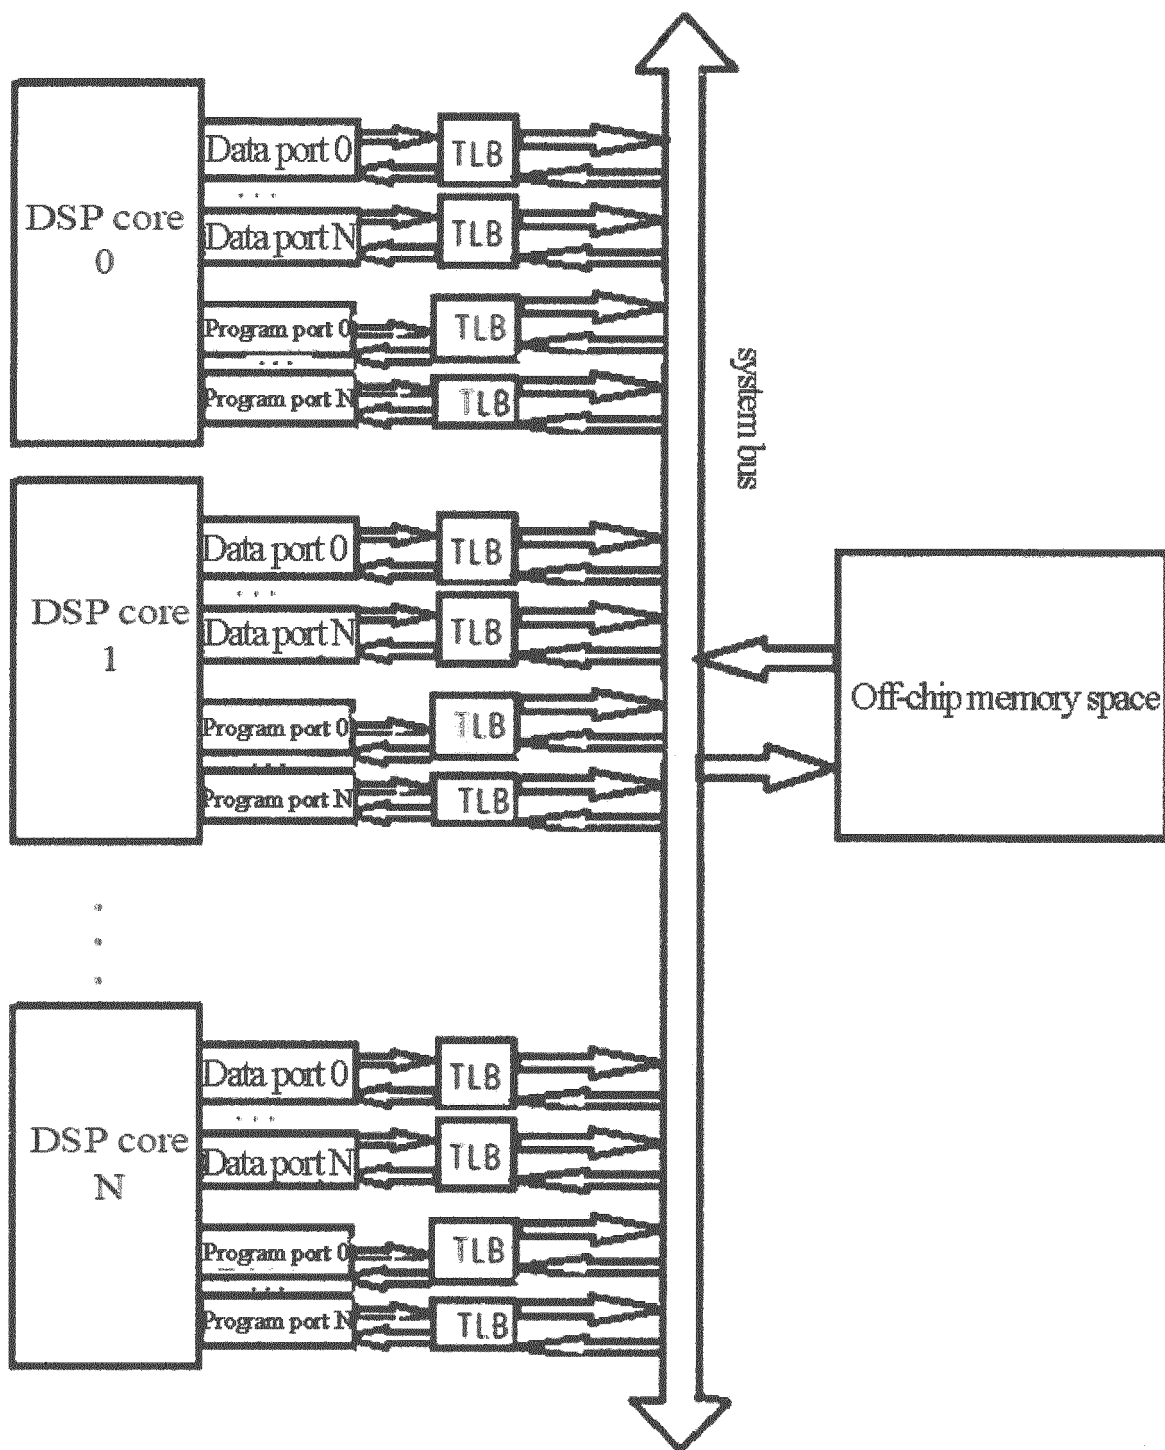 DSP core
0
Data port 0
TLB
...
Data port N
TLB
Program port 0
TLB
...
Program port N
TLB
system bus
DSP core
1
Data port 0
TLB
...
Data port N
TLB
Program port 0
TLB
...
Program port N
TLB
Off-chip memory space
DSP core
N
Data port 0
TLB
...
Data port N
TLB
Program port 0
TLB
...
Program port N
TLB